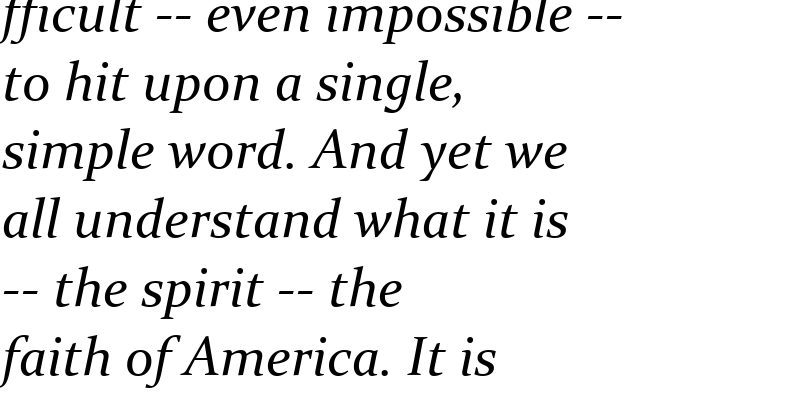 fficult -- even impossible --
to hit upon a single,
simple word. And yet we
all understand what it is
-- the spirit -- the
faith of America. It is